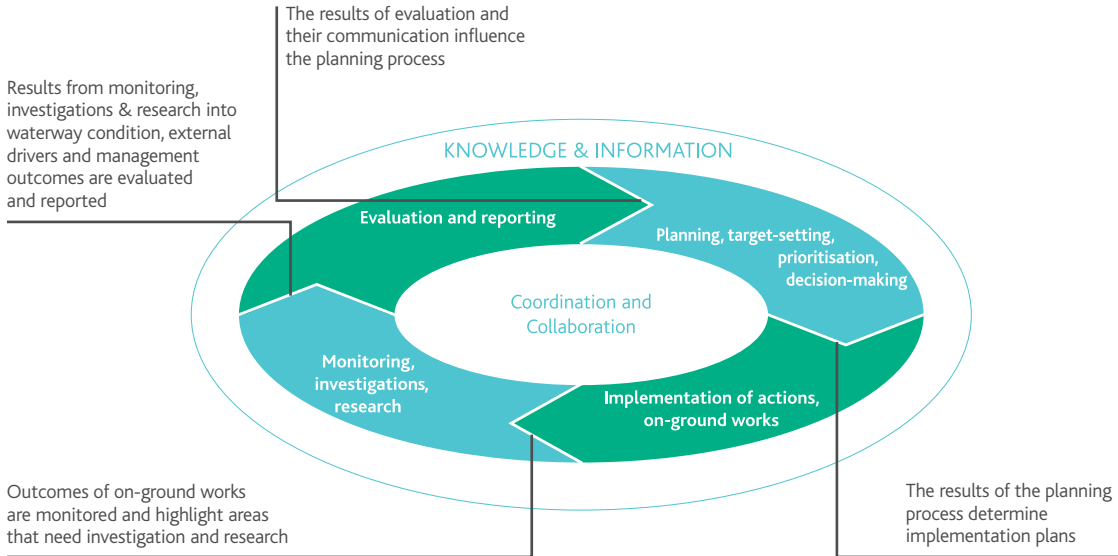 The results of evaluation and
their communication influence
the planning process
Results from monitoring,
investigations & research into
waterway condition, external
drivers and management
outcomes are evaluated
and reported
KNOWLEDGE & INFORMATION
Evaluation and reporting
Planning, target-setting,
prioritisation,
decision-making
Coordination and
Collaboration
Monitoring,
investigations,
research
Implementation of actions,
on-ground works
Outcomes of on-ground works
are monitored and highlight areas
that need investigation and research
The results of the planning
process determine
implementation plans